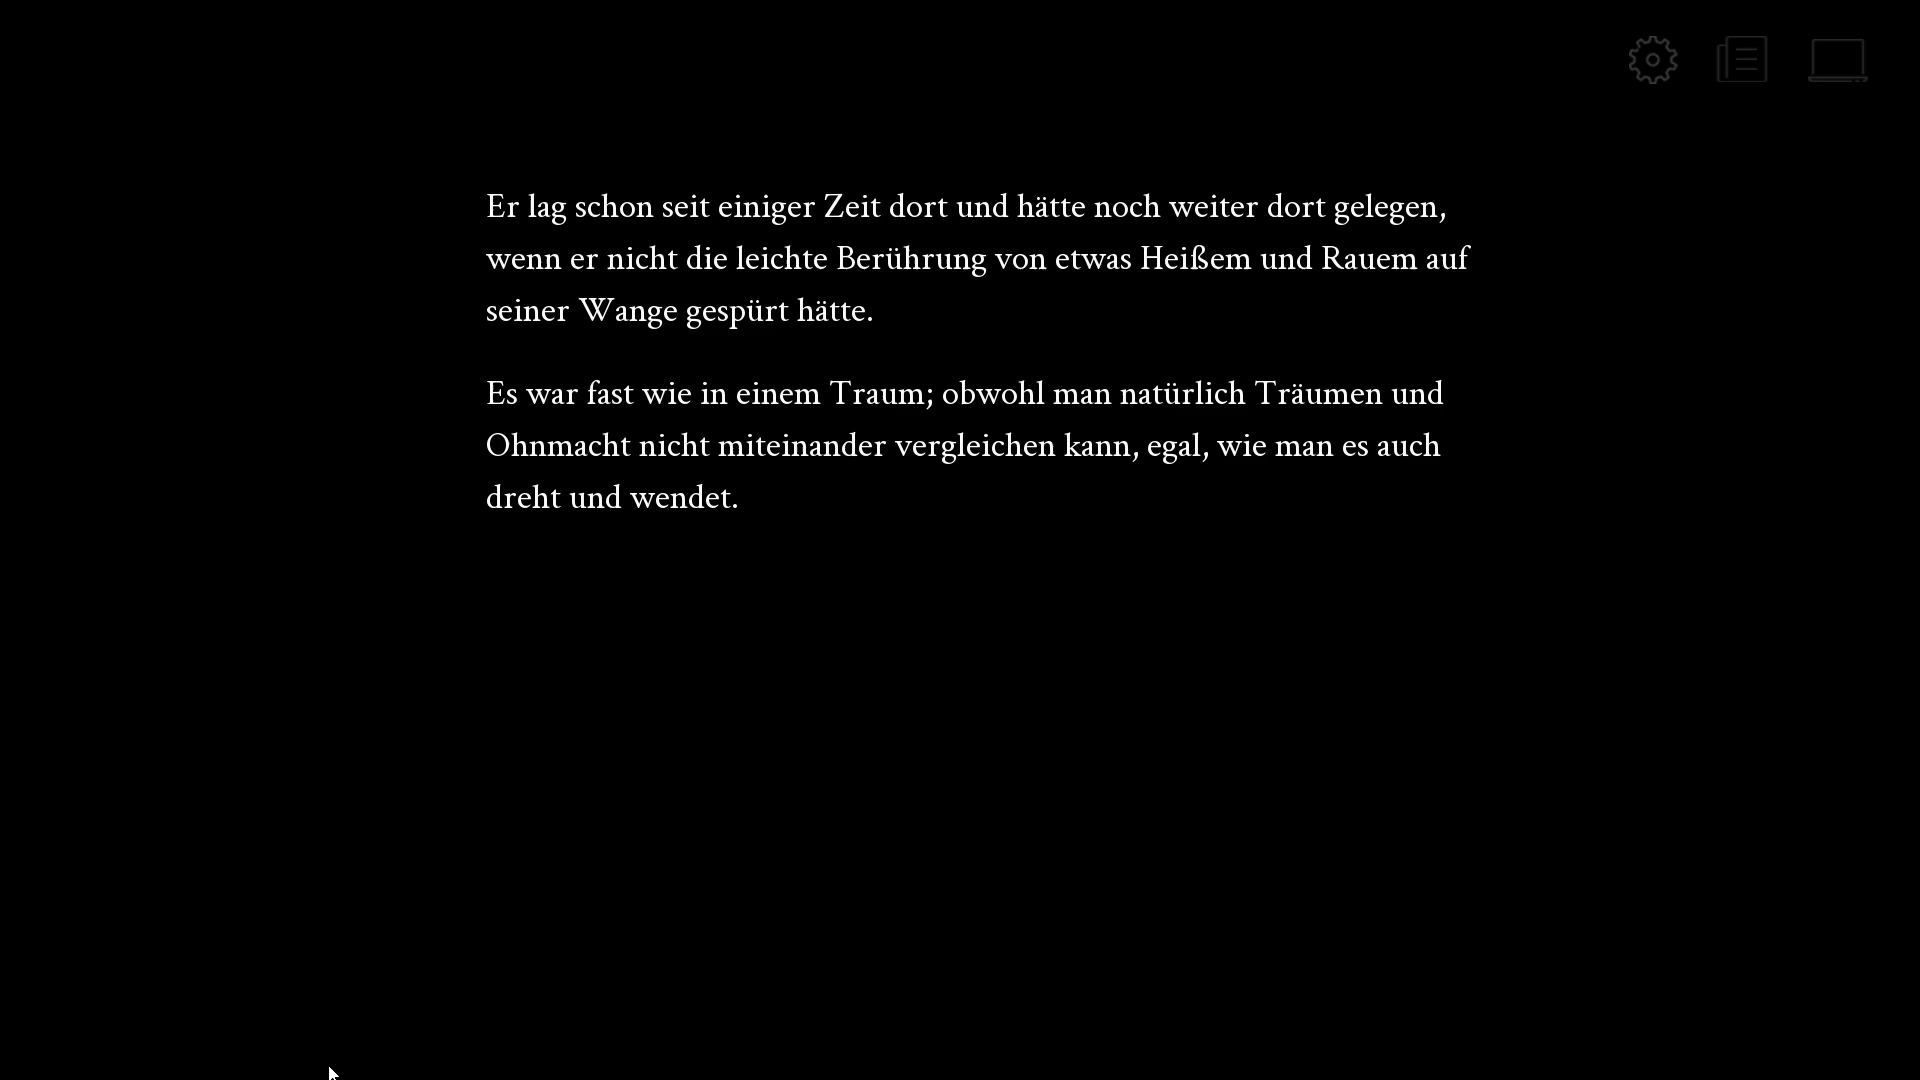 Er lag schon seit einiger Zeit dort und hätte noch weiter dort gelegen,
wenn er nicht die leichte Berührung von etwas Heißem und Rauem auf
seiner Wange gespürt hätte.
Es war fast wie in einem Traum; obwohl man natürlich Träumen und
Ohnmacht nicht miteinander vergleichen kann, egal, wie man es auch
dreht und wendet.